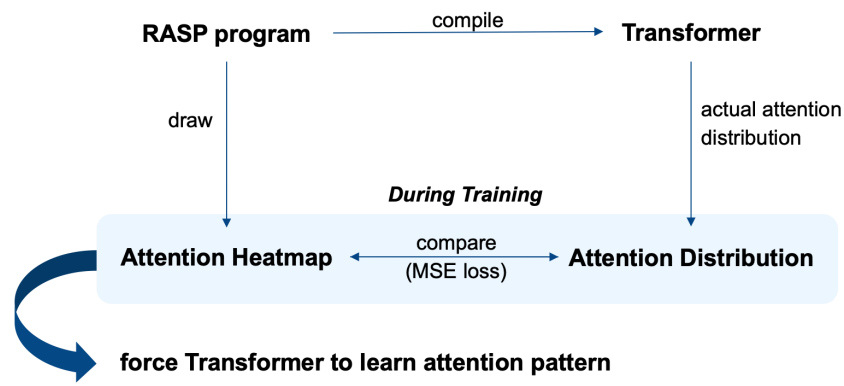 RASP program
compile
Transformer
draw
actual attention
distribution
During Training
Attention Heatmap
compare
(MSE loss)
Attention Distribution
force Transformer to learn attention pattern